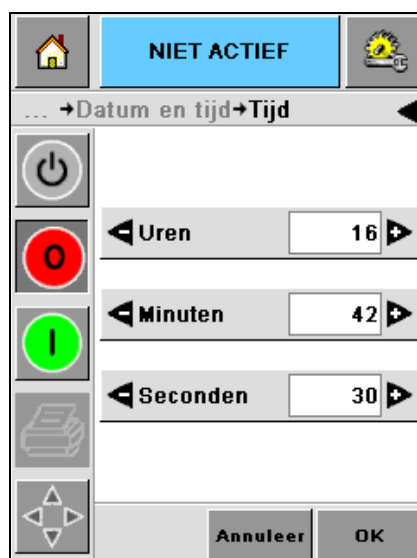 NIET ACTIEF
... →Datum en tijd→Tijd
Uren 16
O
Minuten 42
I
Seconden 30
Annuleer OK